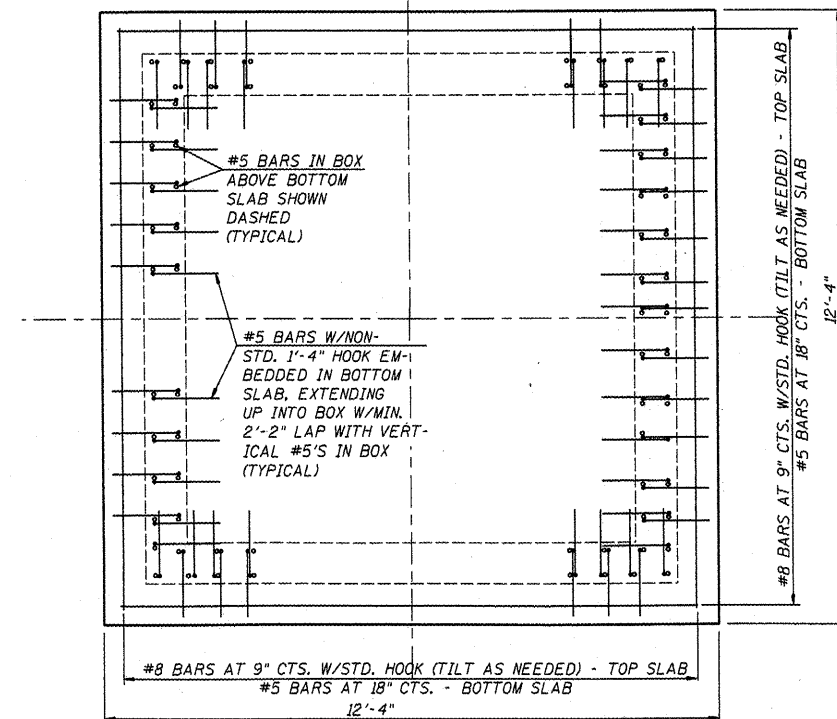 #5 BARS IN BOX
ABOVE BOTTOM
SLAB SHOWN
DASHED
(TYPICAL)
#5 BARS W/NON-
STD. 1'-4" HOOK EM-
BEDDED IN BOTTOM
SLAB, EXTENDING
UP INTO BOX W/MIN.
2'-2" LAP WITH VERT-
ICAL #5'S IN BOX
(TYPICAL)
#8 BARS AT 9" CTS. W/STD. HOOK (TILT AS NEEDED) - TOP SLAB
#5 BARS AT 18" CTS. - BOTTOM SLAB
12'-4"
#8 BARS AT 9" CTS. W/STD. HOOK (TILT AS NEEDED) - TOP SLAB
#5 BARS AT 18" CTS. - BOTTOM SLAB
12'-4"